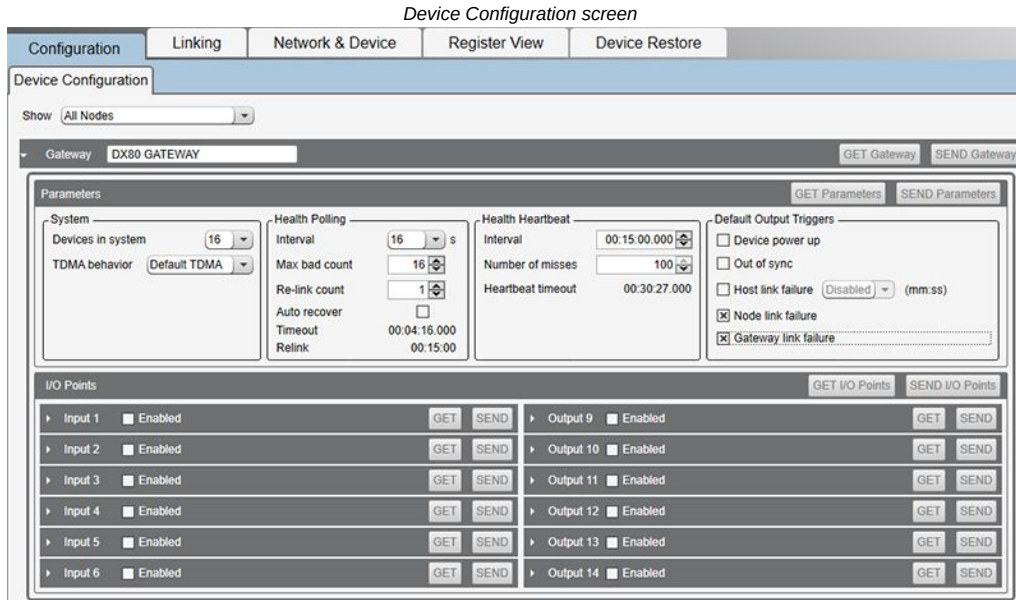 Device Configuration screen
Configuration Linking Network & Device Register View Device Restore
Device Configuration
Show All Nodes
Gateway DX80 GATEWAY GET Gateway SEND Gateway
Parameters GET Parameters SEND Parameters
System Health Polling Health Heartbeat Default Output Triggers
Devices in system 16 Interval 16 s Interval 00:15:00.000 Device power up
TDMA behavior Default TDMA Max bad count 16 Number of misses 100 Out of sync
Re-link count 1 Heartbeat timeout 00:30:27.000 Host link failure Disabled (mm:ss)
Auto recover Node link failure
Timeout 00:04:16.000 Gateway link failure
Relink 00:15:00
I/O Points GET I/O Points SEND I/O Points
Input 1 Enabled GET SEND Output 9 Enabled GET SEND
Input 2 Enabled GET SEND Output 10 Enabled GET SEND
Input 3 Enabled GET SEND Output 11 Enabled GET SEND
Input 4 Enabled GET SEND Output 12 Enabled GET SEND
Input 5 Enabled GET SEND Output 13 Enabled GET SEND
Input 6 Enabled GET SEND Output 14 Enabled GET SEND